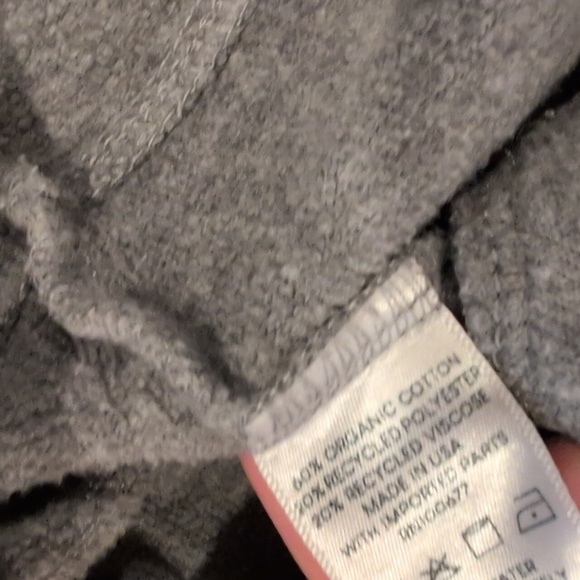 60% ORGANIC COTTON
20% RECYCLED POLYESTER
20% RECYCLED VISCOSE
MADE IN USA
WITH IMPORTED PARTS